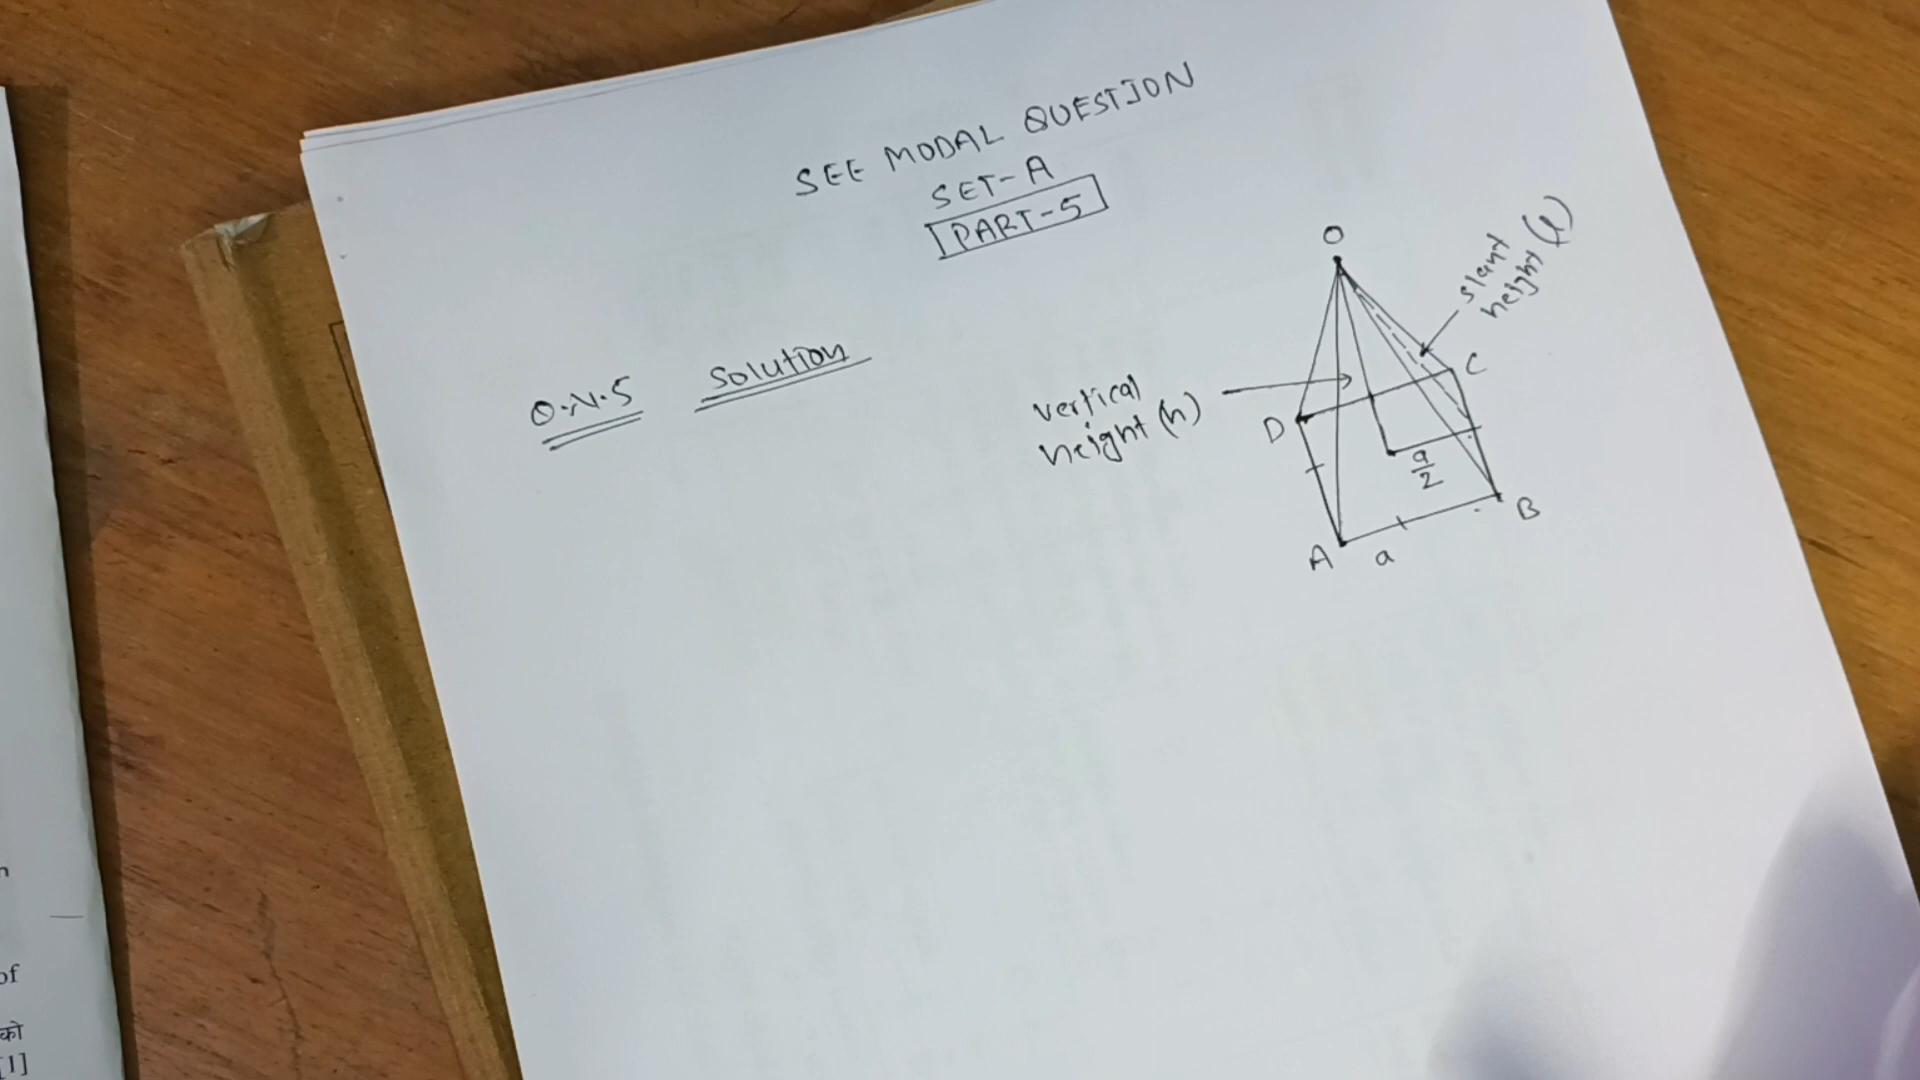 SEE MODAL QUESTION
SET-A
PART-5
Q.N.5 Solution
O
slant
height (l)
vertical
height (h)
C
D
a/2
B
A
a
of
को
[1]